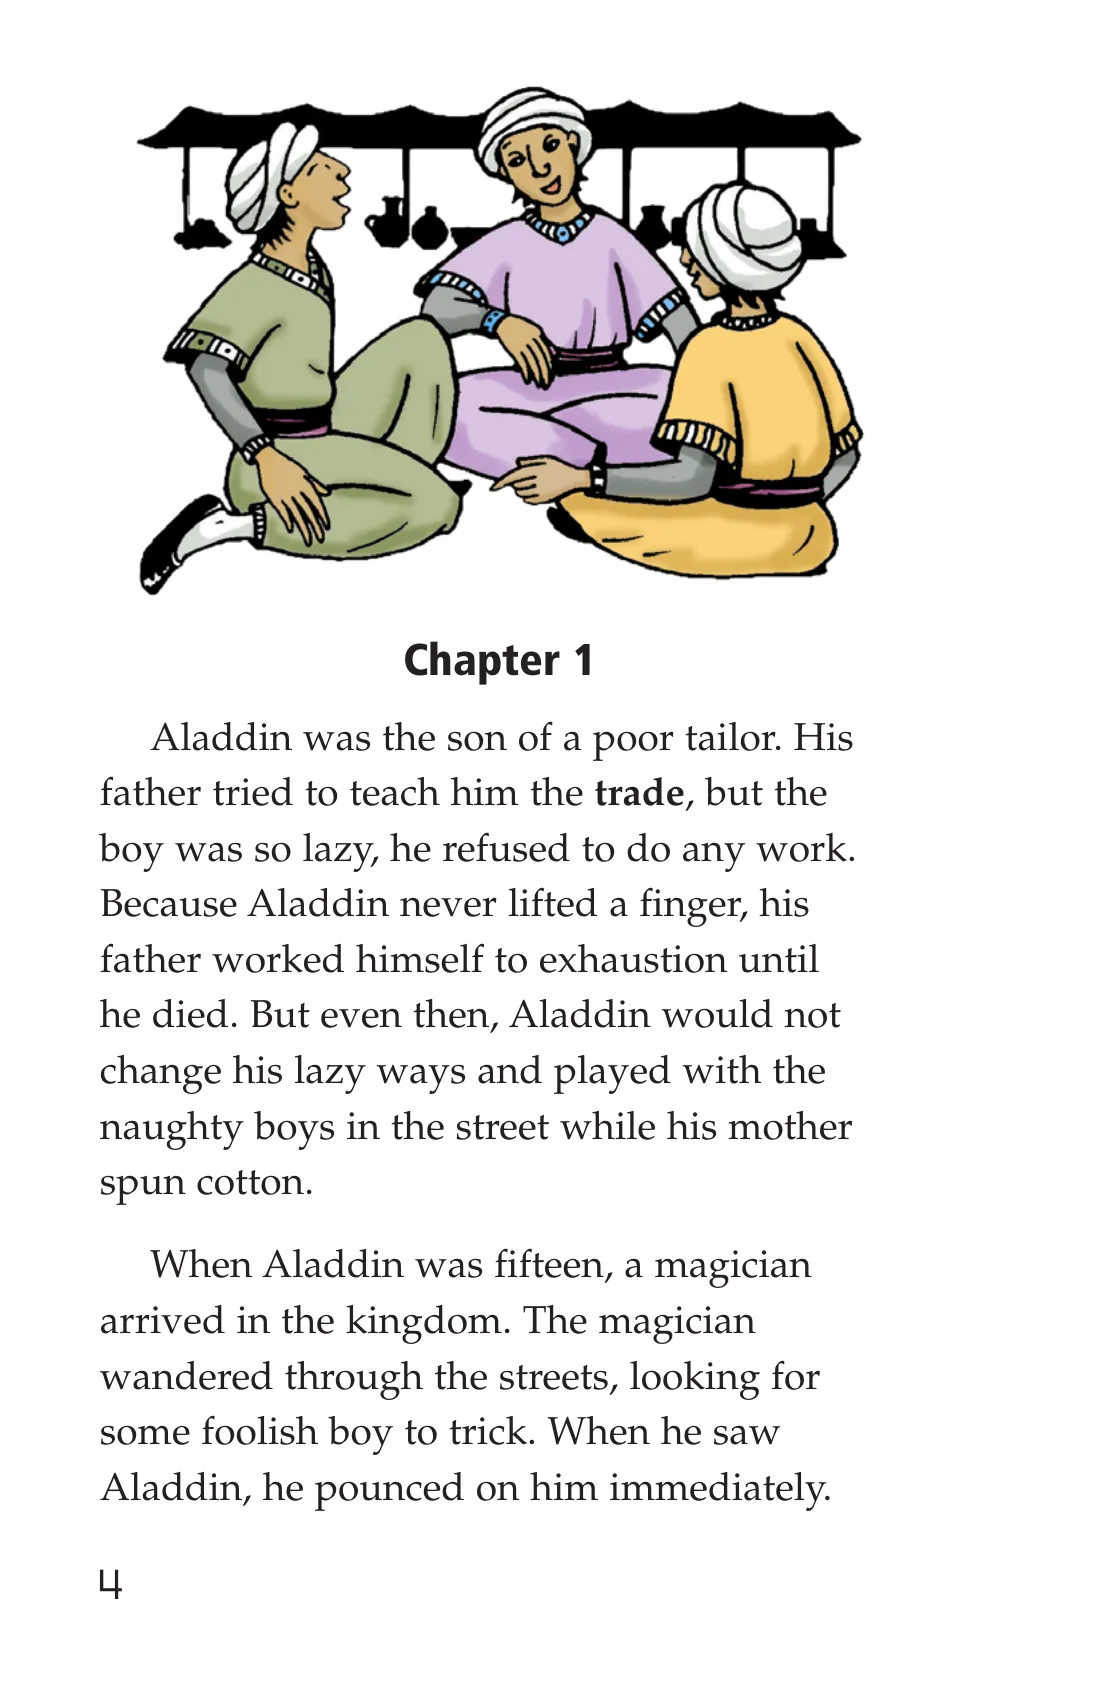 Chapter 1
Aladdin was the son of a poor tailor. His
father tried to teach him the trade, but the
boy was so lazy, he refused to do any work.
Because Aladdin never lifted a finger, his
father worked himself to exhaustion until
he died. But even then, Aladdin would not
change his lazy ways and played with the
naughty boys in the street while his mother
spun cotton.
When Aladdin was fifteen, a magician
arrived in the kingdom. The magician
wandered through the streets, looking for
some foolish boy to trick. When he saw
Aladdin, he pounced on him immediately.
4